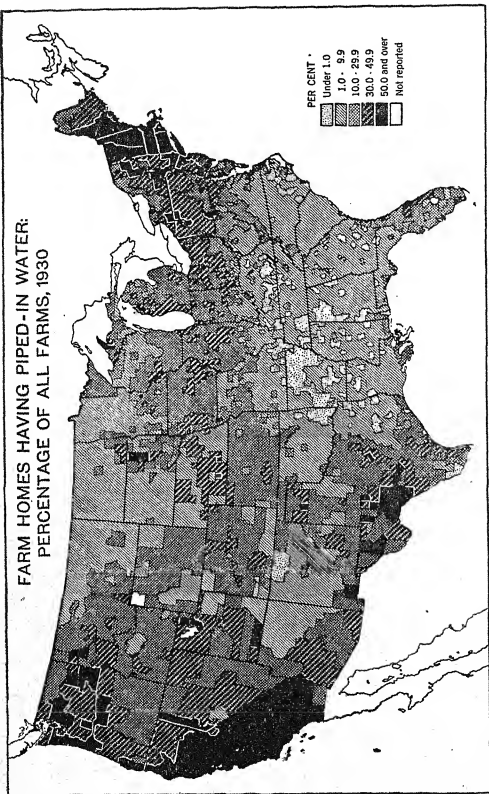 FARM HOMES HAVING PIPED-IN WATER:
PERCENTAGE OF ALL FARMS, 1930
PER CENT *
Under 1.0
1.0 - 9.9
10.0 - 29.9
30.0 - 49.9
50.0 and over
Not reported